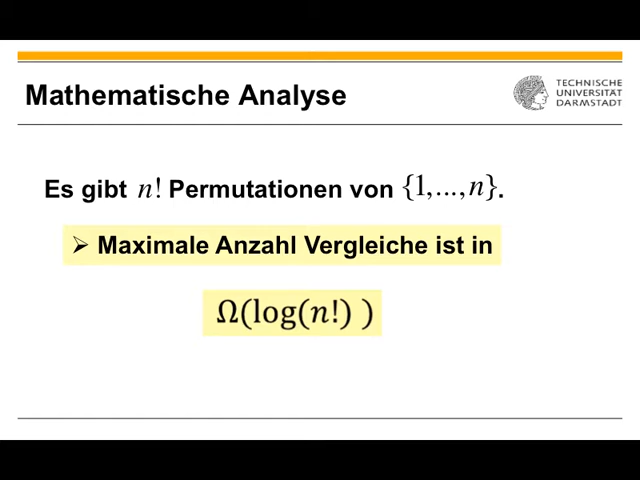 Mathematische Analyse
TECHNISCHE
UNIVERSITÄT
DARMSTADT
Es gibt n! Permutationen von {1,...,n}.
➢ Maximale Anzahl Vergleiche ist in
Ω(log(n!) )